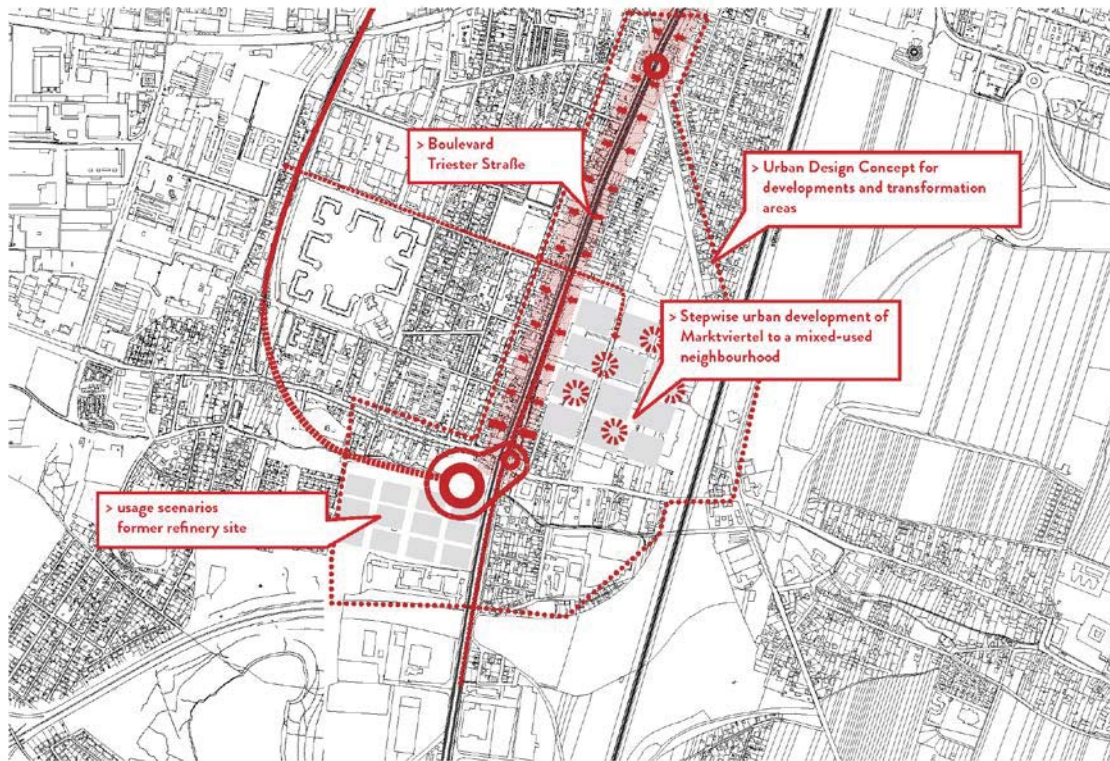 > Boulevard
Triester Straße
> Urban Design Concept for
developments and transformation
areas
> Stepwise urban development of
Marktviertel to a mixed-used
neighbourhood
> usage scenarios
former refinery site